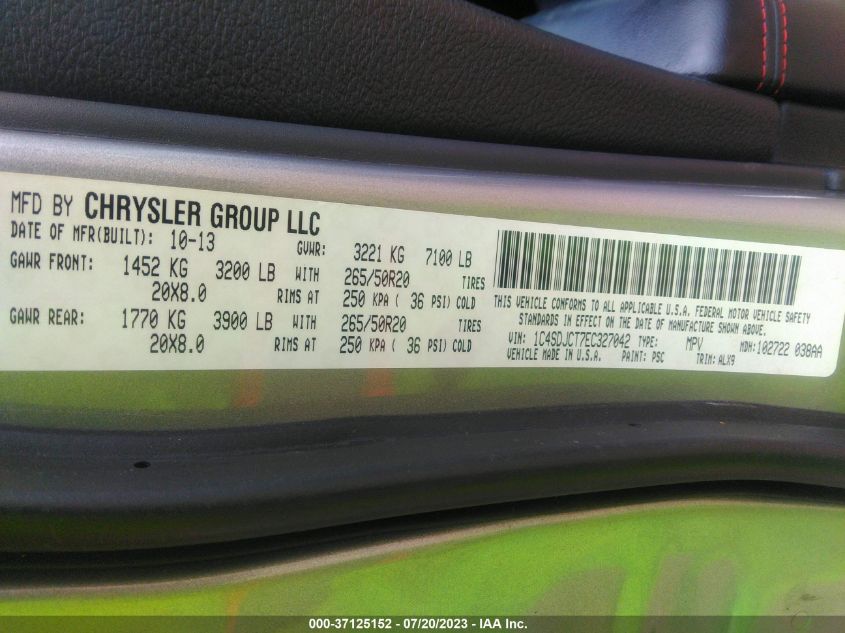 MFD BY CHRYSLER GROUP LLC
DATE OF MFR(BUILT): 10-13 GVWR: 3221 KG 7100 LB
GAWR FRONT: 1452 KG 3200 LB WITH 265/50R20 TIRES
20X8.0 RIMS AT 250 KPA ( 36 PSI) COLD
GAWR REAR: 1770 KG 3900 LB WITH 265/50R20 TIRES
20X8.0 RIMS AT 250 KPA ( 36 PSI) COLD
THIS VEHICLE CONFORMS TO ALL APPLICABLE U.S.A. FEDERAL MOTOR VEHICLE SAFETY
STANDARDS IN EFFECT ON THE DATE OF MANUFACTURE SHOWN ABOVE.
VIN: 1C4SDJCT7EC327042 TYPE: MPV MDH: 102722 038AA
VEHICLE MADE IN U.S.A. PAINT: PSC TRIM: ALX9
000-37125152 - 07/20/2023 - IAA Inc.